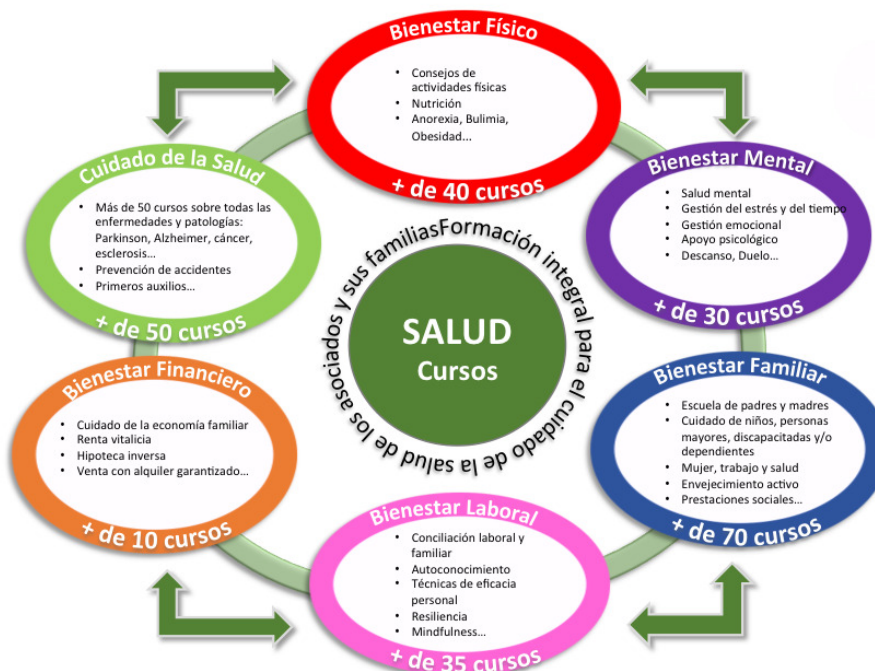 Bienestar Físico
• Consejos de
actividades físicas
• Nutrición
• Anorexia, Bulimia,
Obesidad...
+ de 40 cursos
Cuidado de la Salud
• Más de 50 cursos sobre todas las
enfermedades y patologías:
Parkinson, Alzheimer, cáncer,
esclerosis...
• Prevención de accidentes
• Primeros auxilios...
+ de 50 cursos
Bienestar Mental
• Salud mental
• Gestión del estrés y del tiempo
• Gestión emocional
• Apoyo psicológico
• Descanso, Duelo...
+ de 30 cursos
Formación integral para el cuidado de la salud de los asociados y sus familias
SALUD
Cursos
Bienestar Financiero
• Cuidado de la economía familiar
• Renta vitalicia
• Hipoteca inversa
• Venta con alquiler garantizado...
+ de 10 cursos
Bienestar Familiar
• Escuela de padres y madres
• Cuidado de niños, personas
mayores, discapacitadas y/o
dependientes
• Mujer, trabajo y salud
• Envejecimiento activo
• Prestaciones sociales...
+ de 70 cursos
Bienestar Laboral
• Conciliación laboral y
familiar
• Autoconocimiento
• Técnicas de eficacia
personal
• Resiliencia
• Mindfulness...
+ de 35 cursos